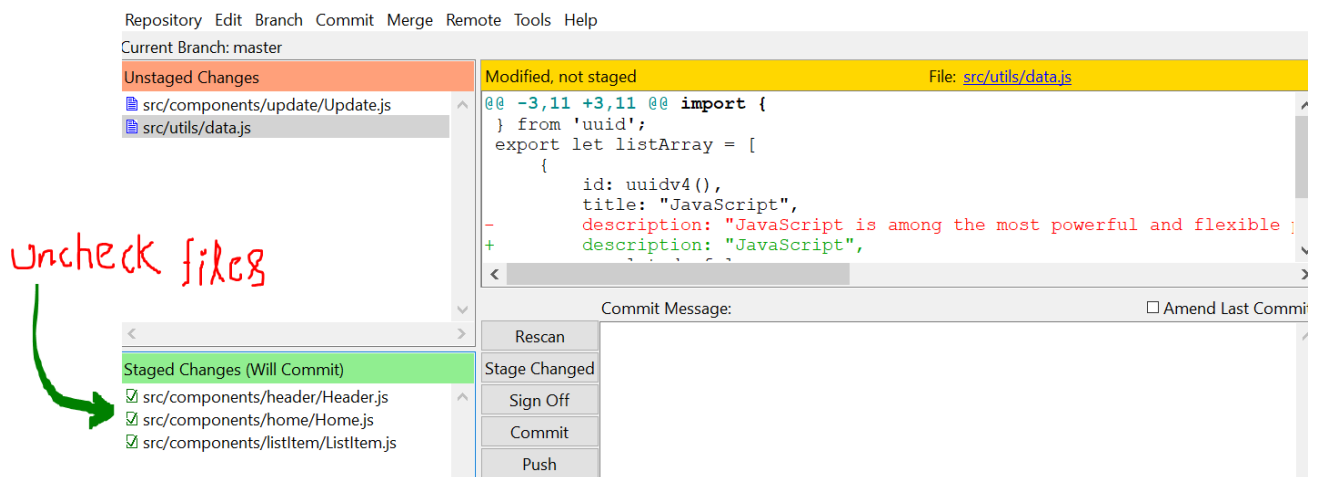 Repository Edit Branch Commit Merge Remote Tools Help
Current Branch: master
Unstaged Changes
src/components/update/Update.js
src/utils/data.js
Modified, not staged File: src/utils/data.js
@@ -3,11 +3,11 @@ import {
} from 'uuid';
export let listArray = [
{
id: uuidv4(),
title: "JavaScript",
- description: "JavaScript is among the most powerful and flexible
+ description: "JavaScript",
uncheck files
Commit Message:
Amend Last Commit
Rescan
Stage Changed
Sign Off
Commit
Push
Staged Changes (Will Commit)
src/components/header/Header.js
src/components/home/Home.js
src/components/listItem/ListItem.js